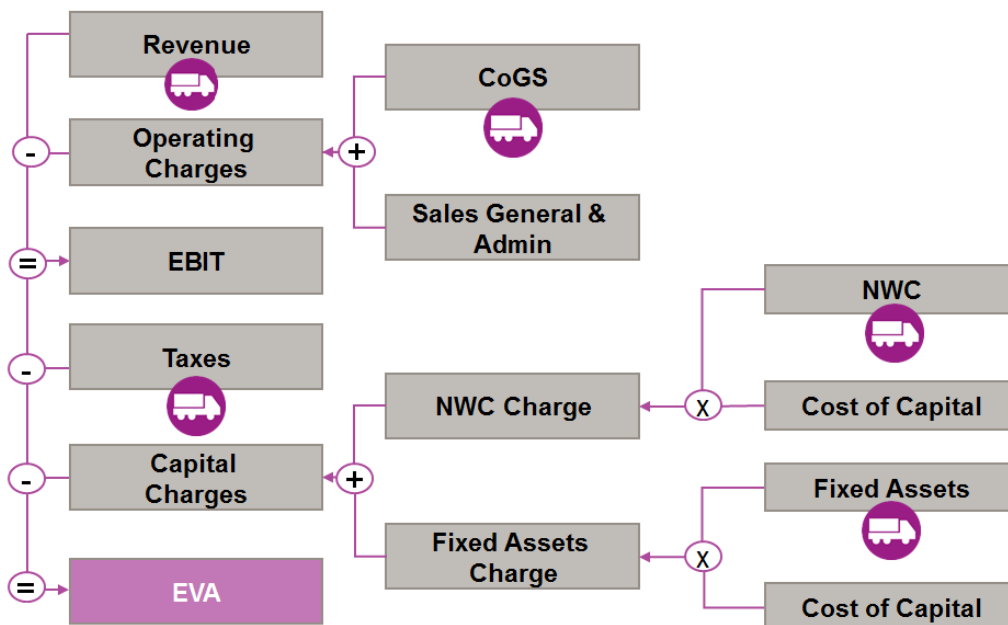 Revenue
CoGS
-
Operating
Charges
+
Sales General &
Admin
=
EBIT
NWC
-
Taxes
NWC Charge
X
Cost of Capital
-
Capital
Charges
+
Fixed Assets
Fixed Assets
Charge
X
=
EVA
Cost of Capital